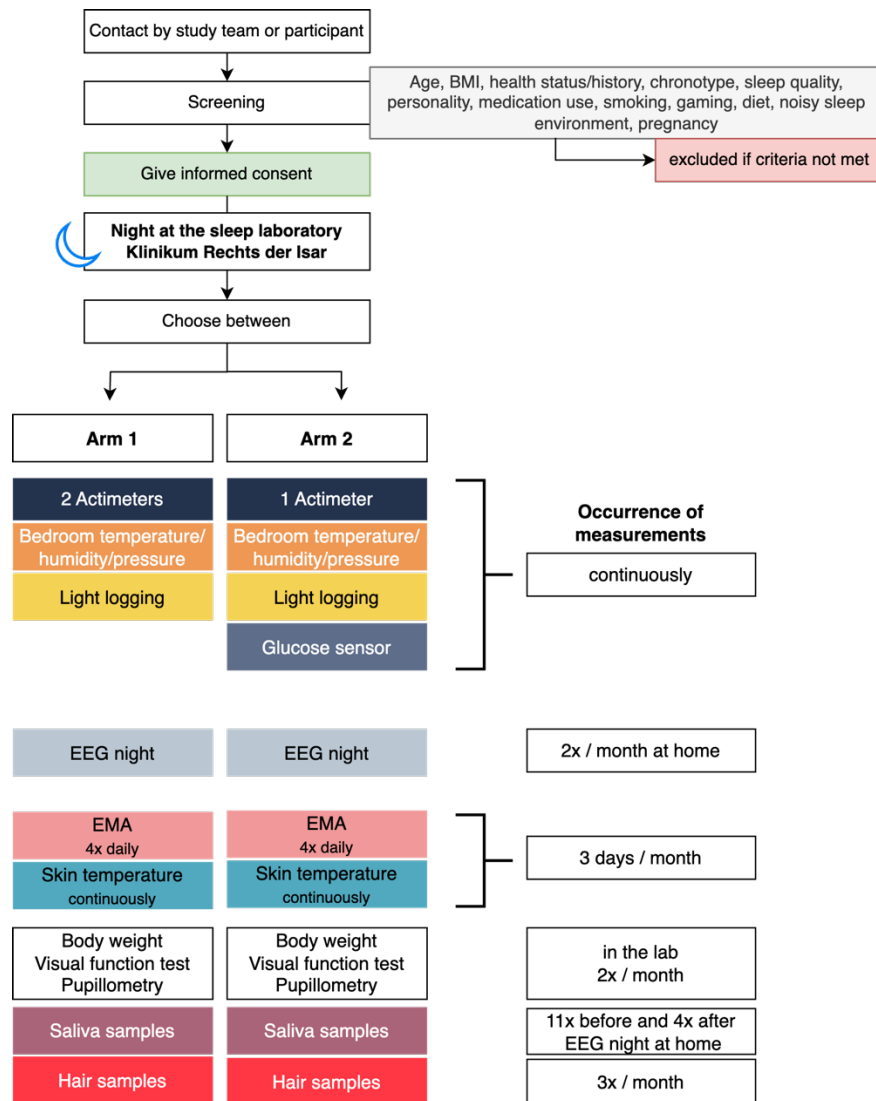 Contact by study team or participant
Screening
Age, BMI, health status/history, chronotype, sleep quality,
personality, medication use, smoking, gaming, diet, noisy sleep
environment, pregnancy
excluded if criteria not met
Give informed consent
Night at the sleep laboratory
Klinikum Rechts der Isar
Choose between
Arm 1
Arm 2
2 Actimeters
1 Actimeter
Bedroom temperature/
humidity/pressure
Bedroom temperature/
humidity/pressure
Light logging
Light logging
Glucose sensor
Occurrence of
measurements
continuously
EEG night
EEG night
2x / month at home
EMA
4x daily
EMA
4x daily
Skin temperature
continuously
Skin temperature
continuously
3 days / month
Body weight
Visual function test
Pupillometry
Body weight
Visual function test
Pupillometry
in the lab
2x / month
Saliva samples
Saliva samples
11x before and 4x after
EEG night at home
Hair samples
Hair samples
3x / month